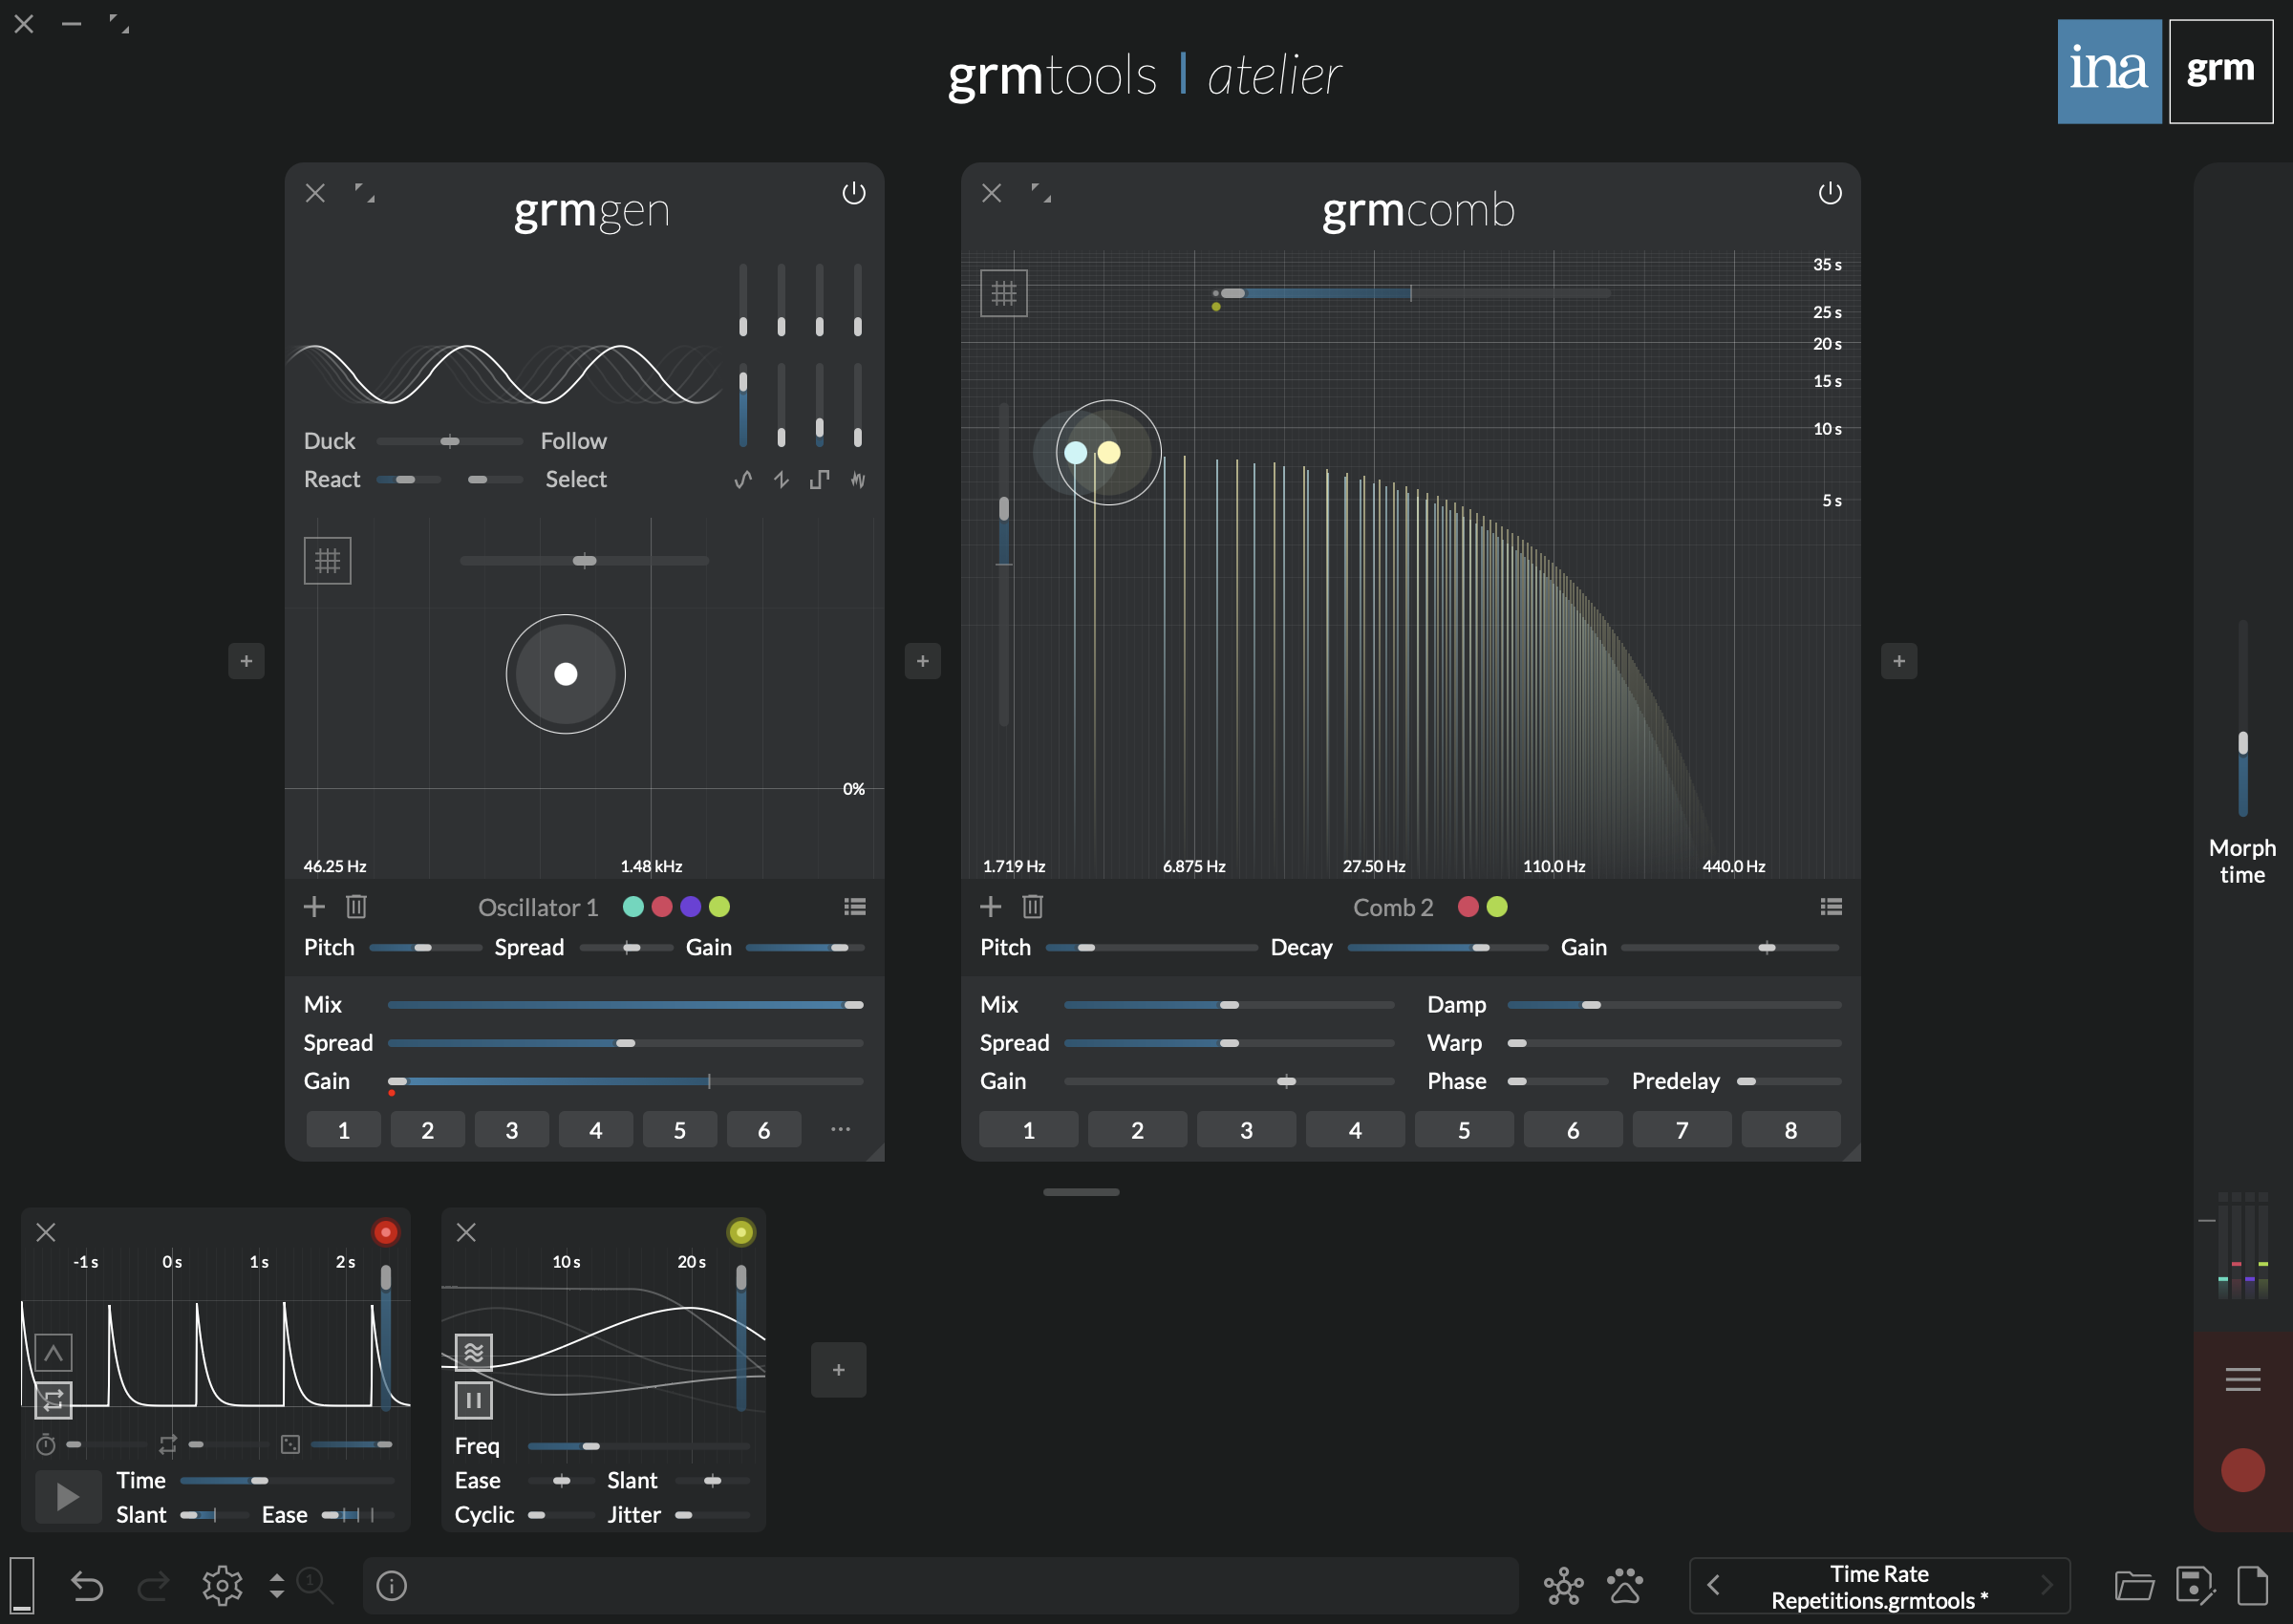 grmtools | atelier
ina grm
grmgen
Duck Follow
React Select
0%
46.25 Hz 1.48 kHz
Oscillator 1
Pitch Spread Gain
Mix
Spread
Gain
1 2 3 4 5 6 ...
grmcomb
35 s
25 s
20 s
15 s
10 s
5 s
1.719 Hz 6.875 Hz 27.50 Hz 110.0 Hz 440.0 Hz
Comb 2
Pitch Decay Gain
Mix Damp
Spread Warp
Gain Phase Predelay
1 2 3 4 5 6 7 8
Morph
time
-1 s 0 s 1 s 2 s
Time
Slant Ease
10 s 20 s
Freq
Ease Slant
Cyclic Jitter
1
Time Rate
Repetitions.grmtools *